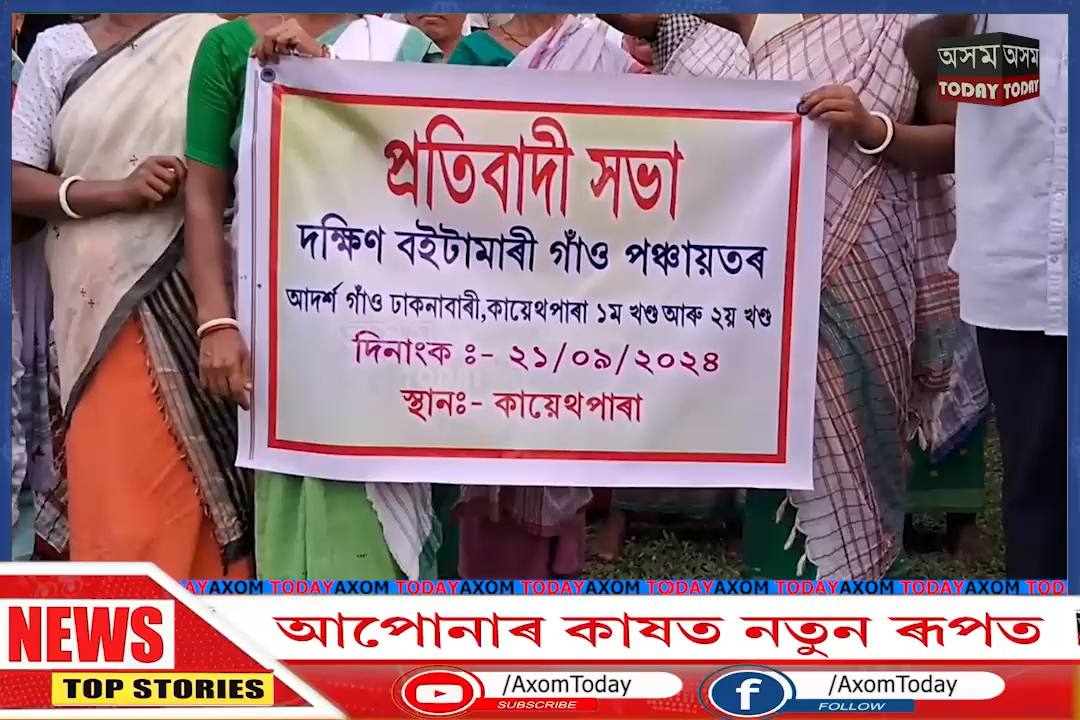 অসম অসম
TODAY TODAY
প্ৰতিবাদী সভা
দক্ষিণ বইটামাৰী গাঁও পঞ্চায়তৰ
আদৰ্শ গাঁও ঢাকনাবাৰী,কায়েথপাৰা ১ম খণ্ড আৰু ২য় খণ্ড
দিনাংক ঃ- ২১/০৯/২০২৪
স্থানঃ- কায়েথপাৰা
AYAXOM TODAYAXOM TODAYAXOM TODAYAXOM TODAYAXOM TODAYAXOM TODAYAXOM TOD
NEWS
আপোনাৰ কাষত নতুন ৰূপত
TOP STORIES
/AxomToday
SUBSCRIBE
/AxomToday
FOLLOW